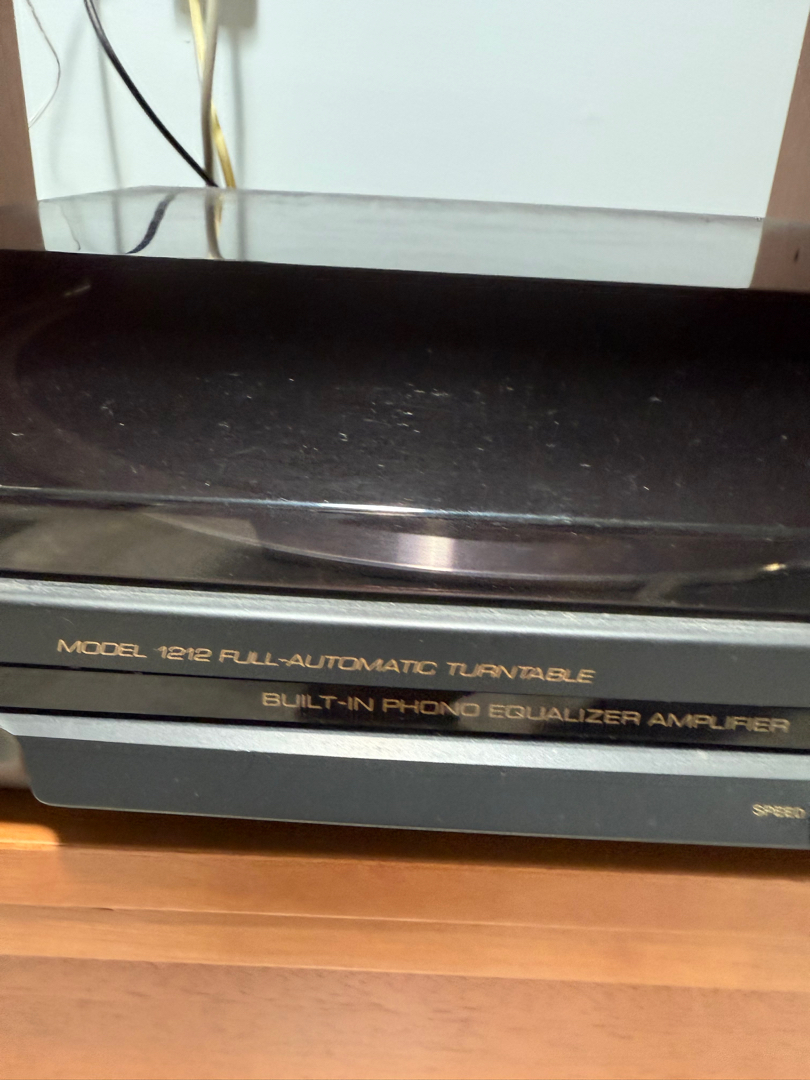 MODEL 1212 FULL-AUTOMATIC TURNTABLE
BUILT-IN PHONO EQUALIZER AMPLIFIER
SPEED